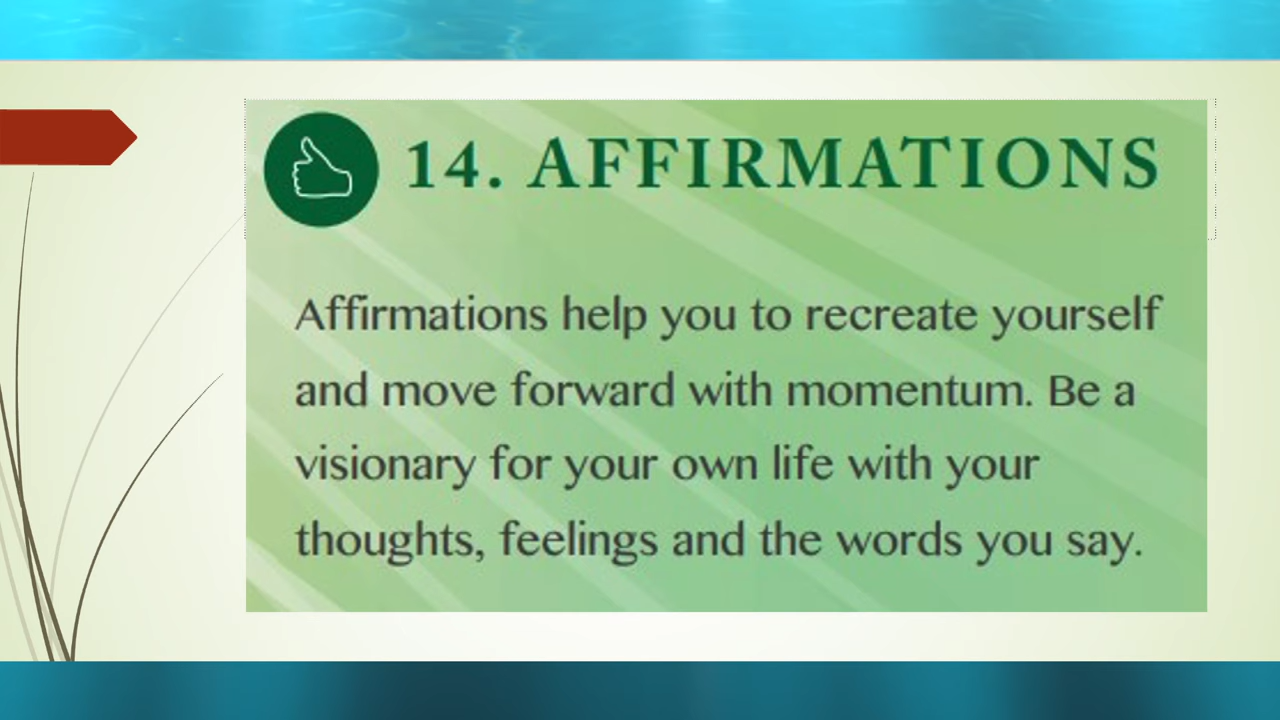 14. AFFIRMATIONS
Affirmations help you to recreate yourself
and move forward with momentum. Be a
visionary for your own life with your
thoughts, feelings and the words you say.